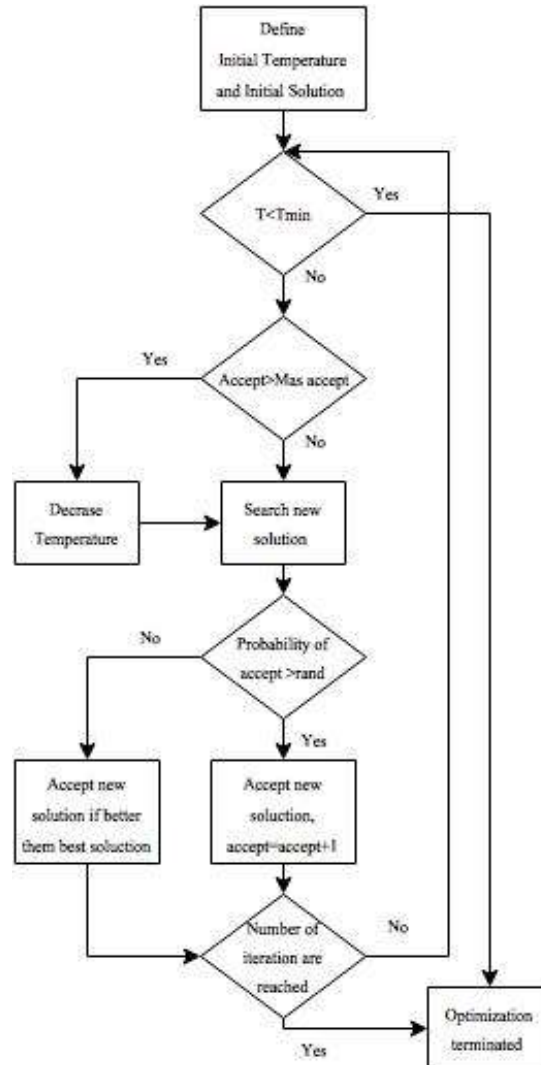 Define
Initial Temperature
and Initial Solution
T<Tmin
Yes
No
Yes
Accept>Mas accept
No
Decrase
Temperature
Search new
solution
No
Probability of
accept >rand
Yes
Accept new
solution if better
them best soluction
Accept new
soluction,
accept=accept+1
Number of
iteration are
reached
No
Yes
Optimization
terminated